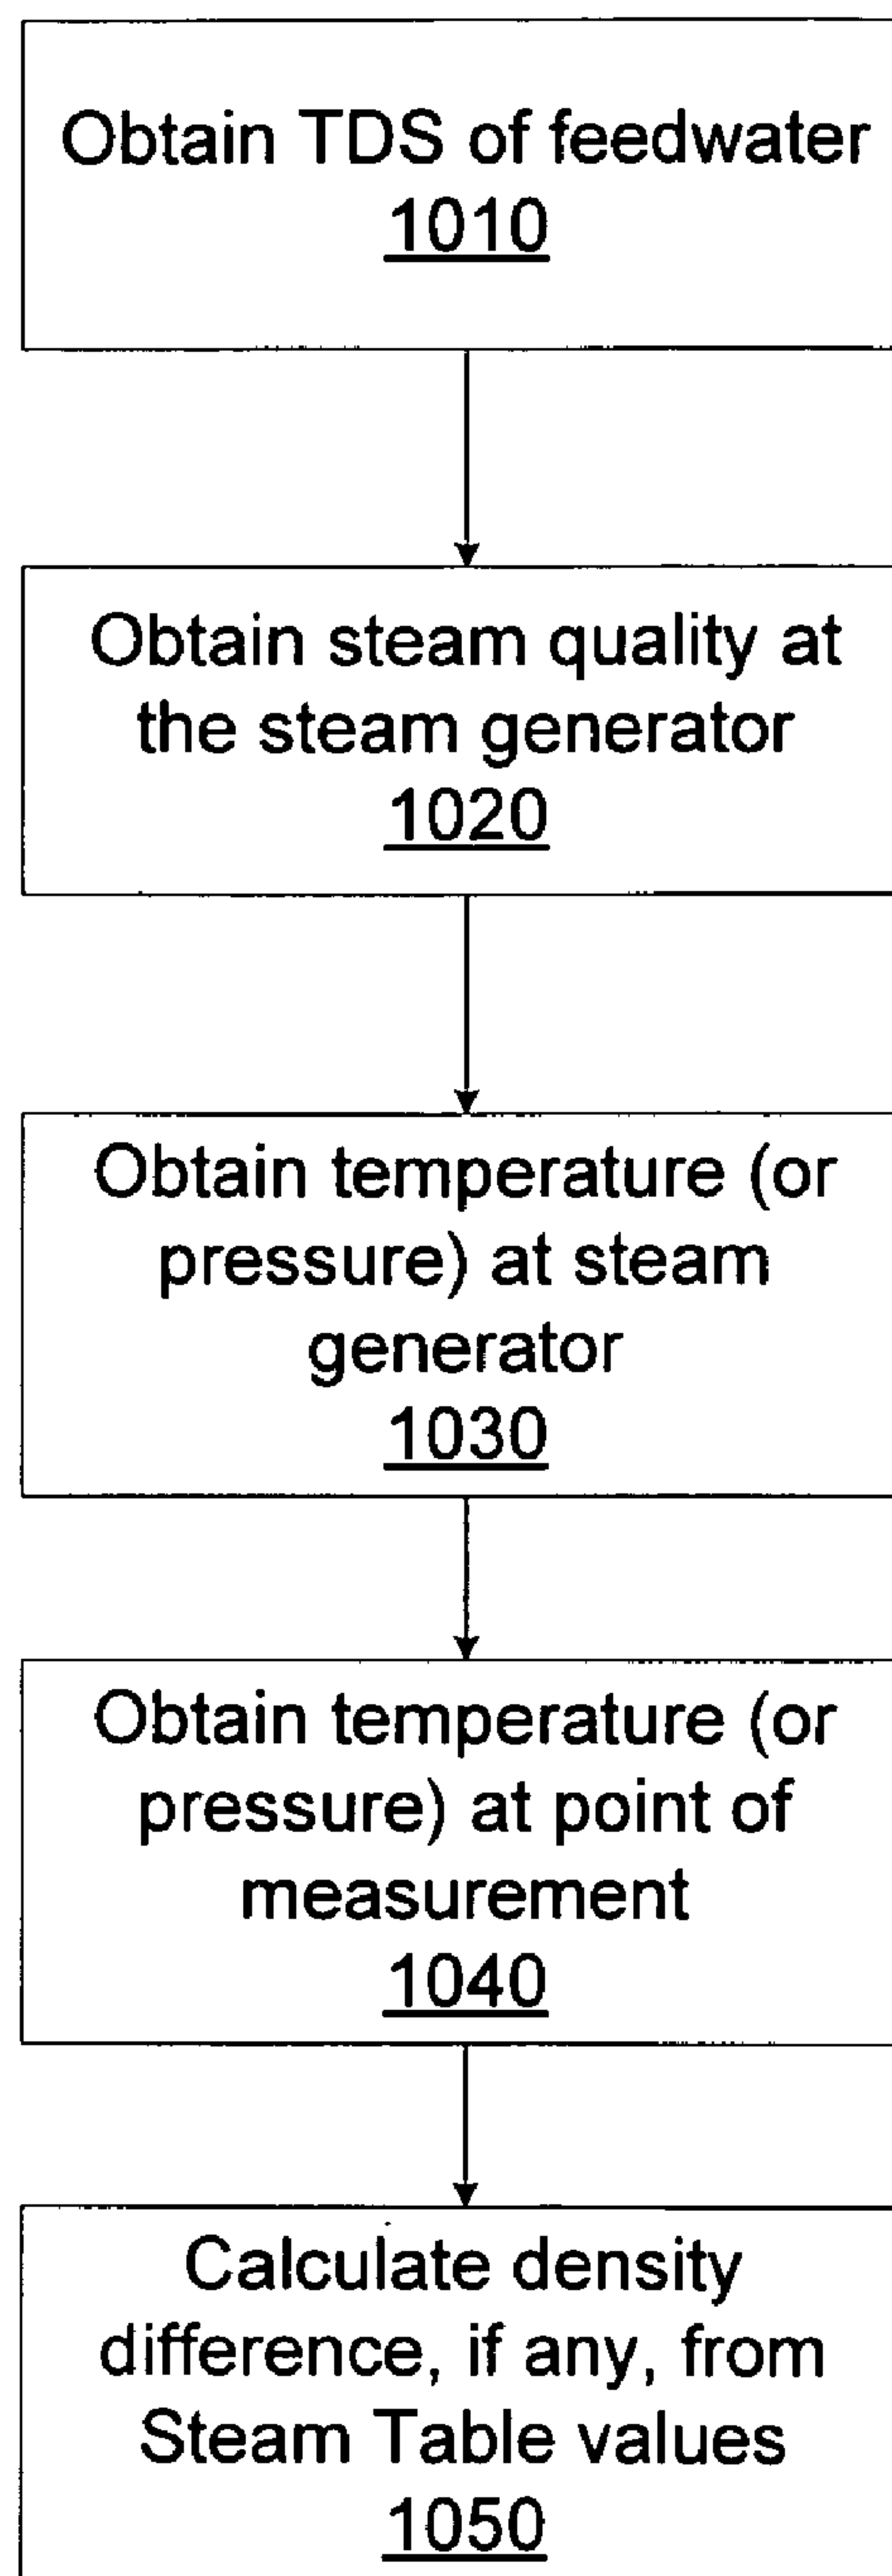 Obtain TDS of feedwater
1010
Obtain steam quality at
the steam generator
1020
Obtain temperature (or
pressure) at steam
generator
1030
Obtain temperature (or
pressure) at point of
measurement
1040
Calculate density
difference, if any, from
Steam Table values
1050